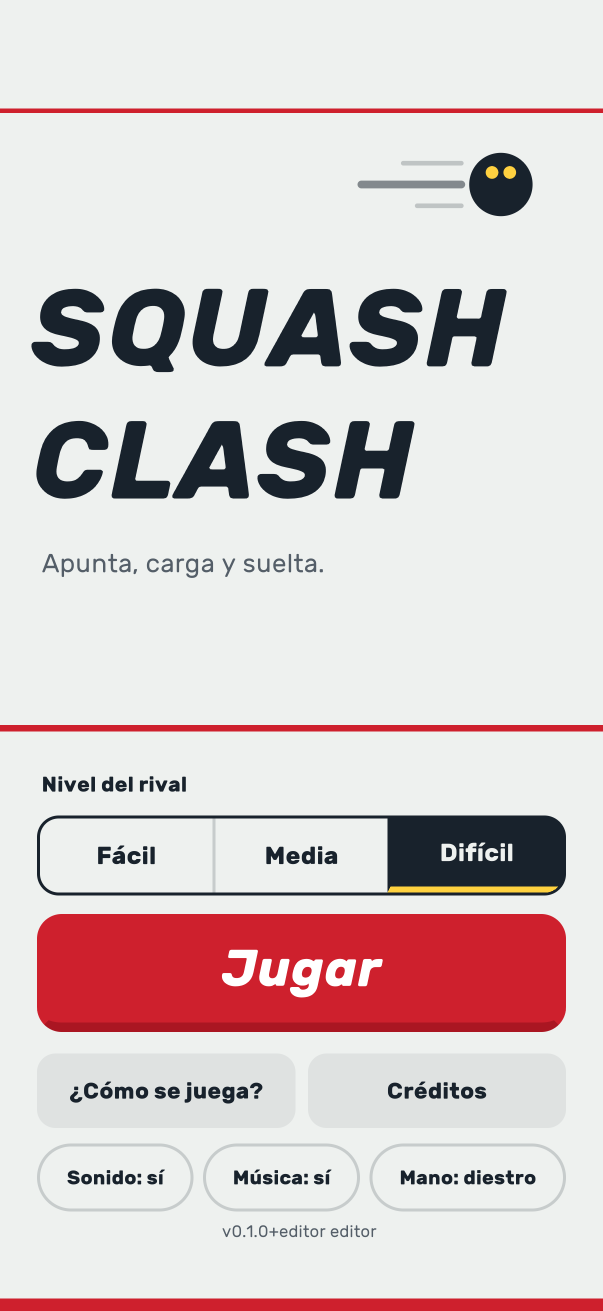 SQUASH
CLASH
Apunta, carga y suelta.
Nivel del rival
Fácil
Media
Difícil
Jugar
¿Cómo se juega?
Créditos
Sonido: sí
Música: sí
Mano: diestro
v0.1.0+editor editor